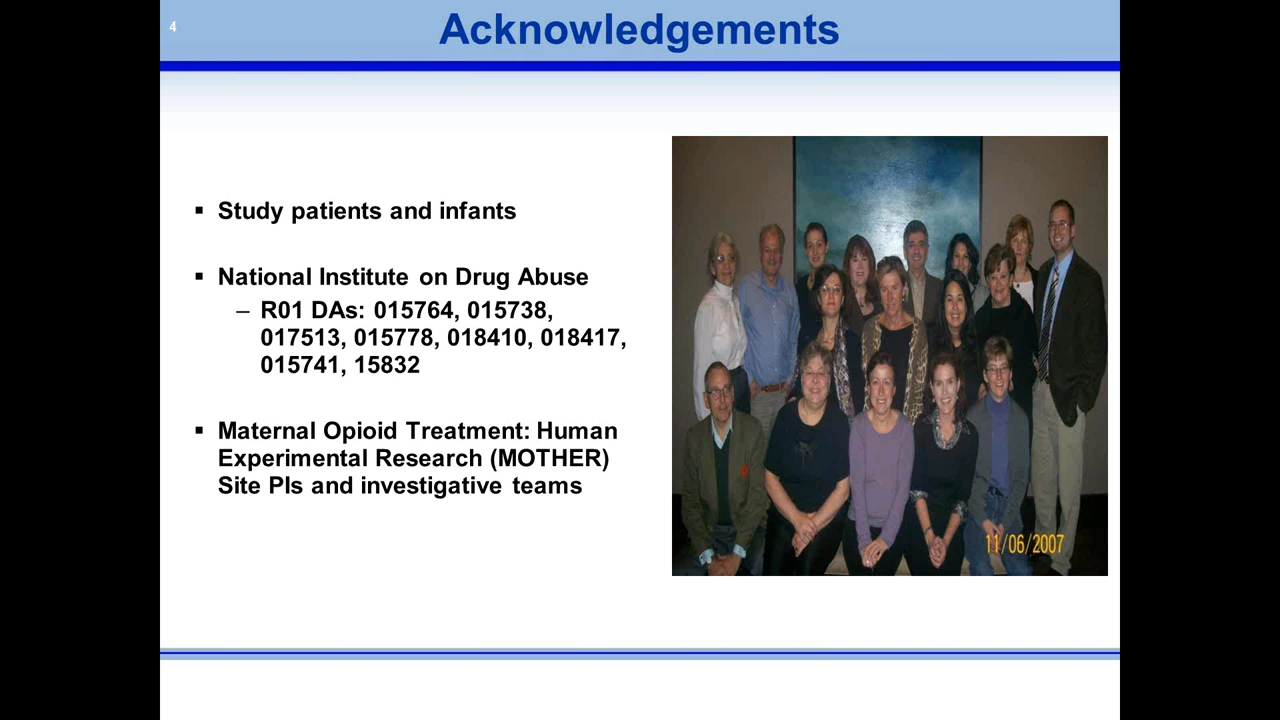 4
Acknowledgements
▪ Study patients and infants
▪ National Institute on Drug Abuse
– R01 DAs: 015764, 015738,
017513, 015778, 018410, 018417,
015741, 15832
▪ Maternal Opioid Treatment: Human
Experimental Research (MOTHER)
Site PIs and investigative teams
11/06/2007